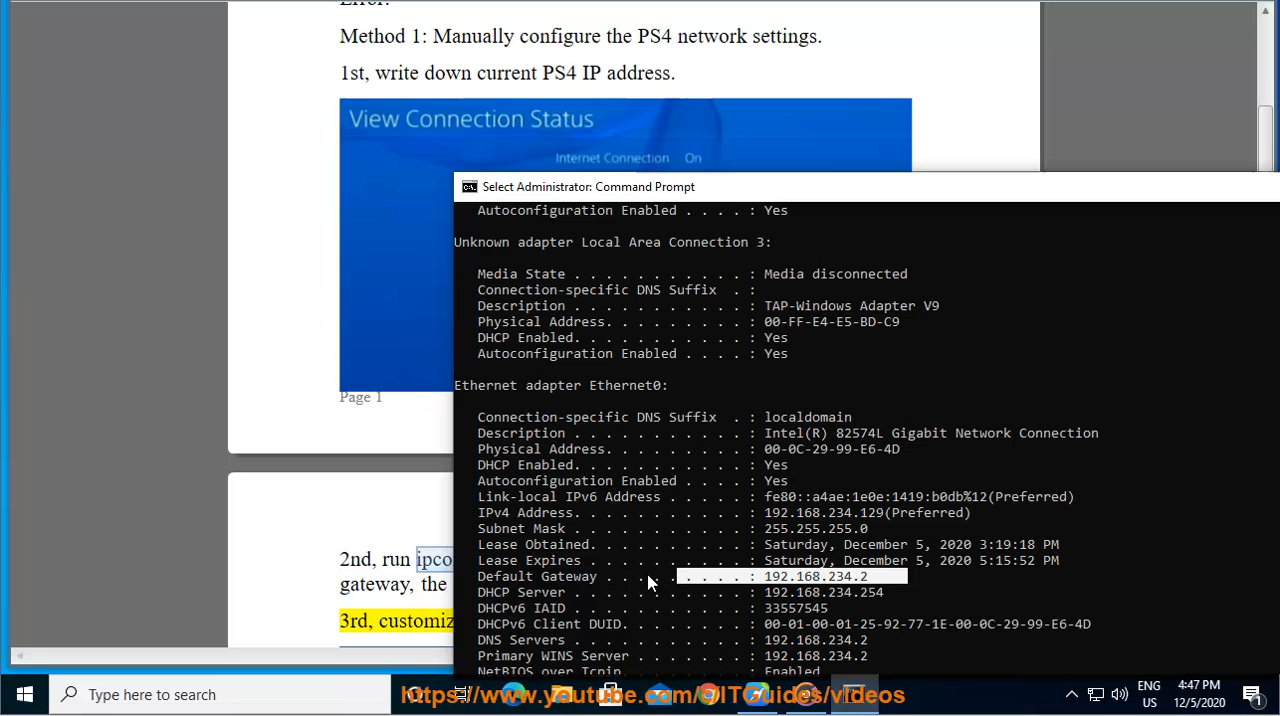 Error.
Method 1: Manually configure the PS4 network settings.
1st, write down current PS4 IP address.
View Connection Status
Internet Connection On
Select Administrator: Command Prompt
Autoconfiguration Enabled . . . . : Yes
Unknown adapter Local Area Connection 3:
Media State . . . . . . . . . . . : Media disconnected
Connection-specific DNS Suffix . :
Description . . . . . . . . . . . : TAP-Windows Adapter V9
Physical Address. . . . . . . . . : 00-FF-E4-E5-BD-C9
DHCP Enabled. . . . . . . . . . . : Yes
Autoconfiguration Enabled . . . . : Yes
Ethernet adapter Ethernet0:
Page 1
Connection-specific DNS Suffix . : localdomain
Description . . . . . . . . . . . : Intel(R) 82574L Gigabit Network Connection
Physical Address. . . . . . . . . : 00-0C-29-99-E6-4D
DHCP Enabled. . . . . . . . . . . : Yes
Autoconfiguration Enabled . . . . : Yes
Link-local IPv6 Address . . . . . : fe80::a4ae:1e0e:1419:b0db%12(Preferred)
IPv4 Address. . . . . . . . . . . : 192.168.234.129(Preferred)
Subnet Mask . . . . . . . . . . . : 255.255.255.0
Lease Obtained. . . . . . . . . . : Saturday, December 5, 2020 3:19:18 PM
Lease Expires . . . . . . . . . . : Saturday, December 5, 2020 5:15:52 PM
Default Gateway . . . . . . . . . : 192.168.234.2
DHCP Server . . . . . . . . . . . : 192.168.234.254
DHCPv6 IAID . . . . . . . . . . . : 33557545
DHCPv6 Client DUID. . . . . . . . : 00-01-00-01-25-92-77-1E-00-0C-29-99-E6-4D
DNS Servers . . . . . . . . . . . : 192.168.234.2
Primary WINS Server . . . . . . . : 192.168.234.2
NetBIOS over Tcpip. . . . . . . . : Enabled
2nd, run ipco
gateway, the
3rd, customiz
Type here to search
https://www.youtube.com/c/ITGuides/videos
ENG
US
4:47 PM
12/5/2020
1